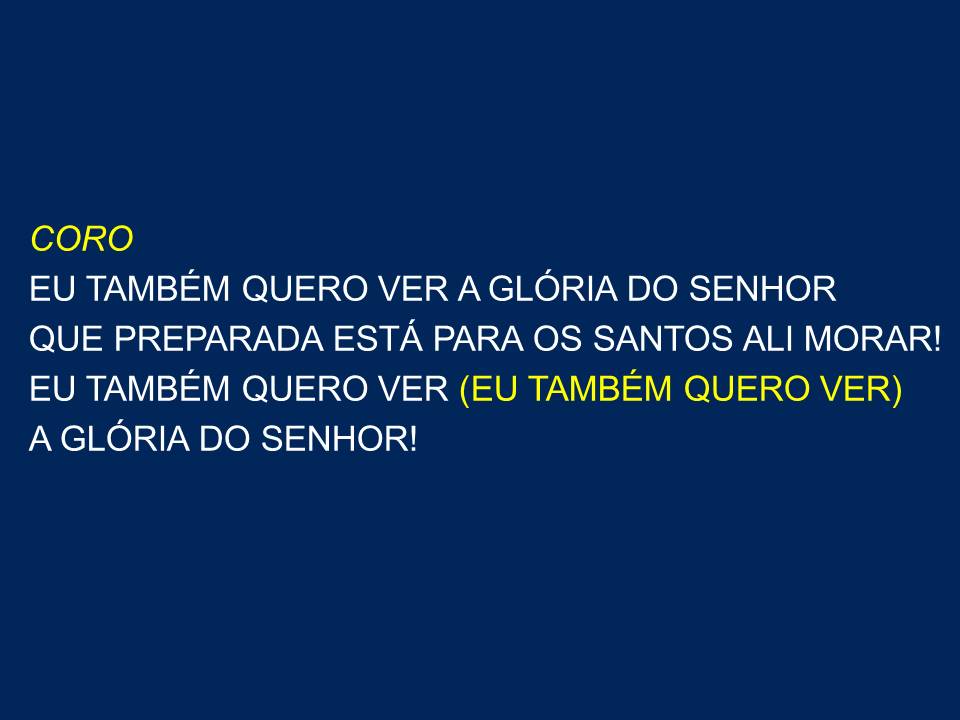 CORO
EU TAMBÉM QUERO VER A GLÓRIA DO SENHOR
QUE PREPARADA ESTÁ PARA OS SANTOS ALI MORAR!
EU TAMBÉM QUERO VER (EU TAMBÉM QUERO VER)
A GLÓRIA DO SENHOR!